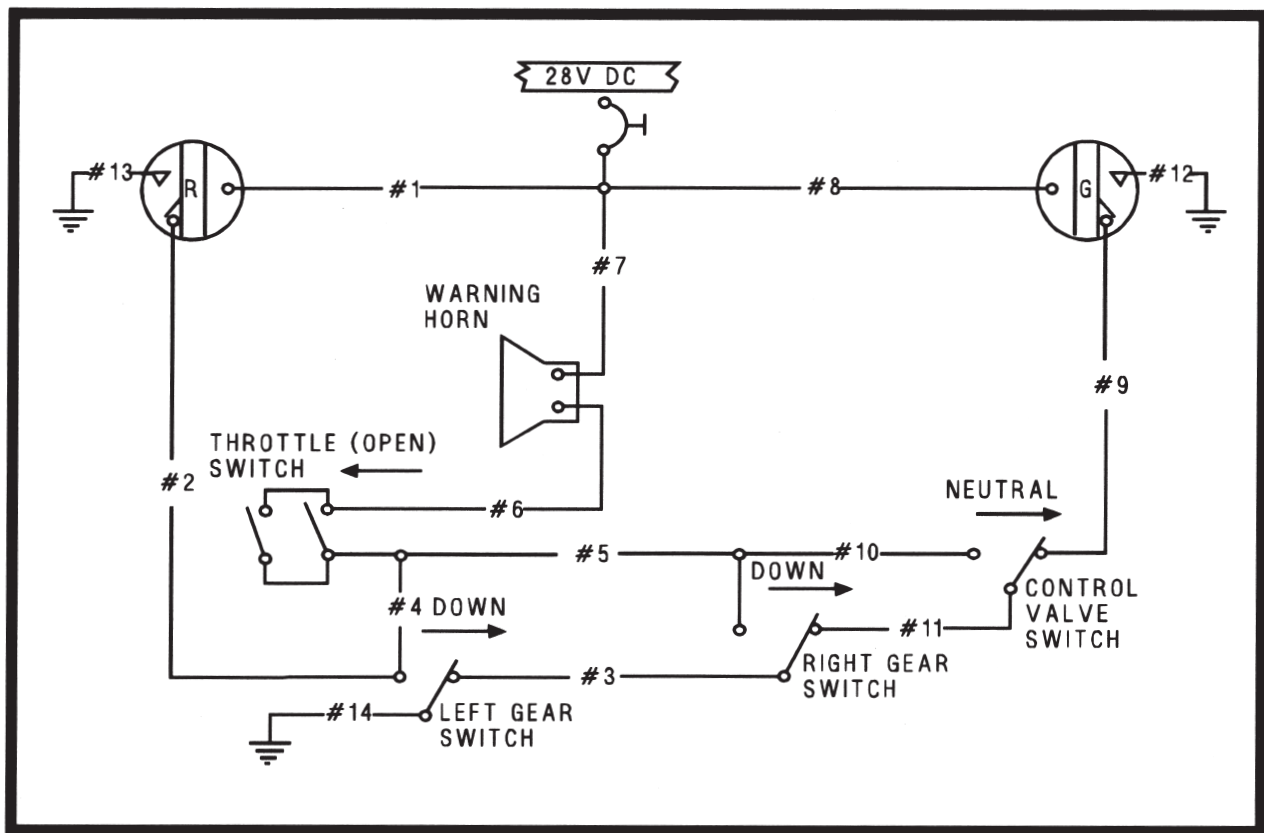 28V DC
#13
R
#1
#8
G
#12
#7
WARNING
HORN
#9
THROTTLE (OPEN)
SWITCH
#2
#6
NEUTRAL
#5
#10
DOWN
#4 DOWN
CONTROL
VALVE
SWITCH
#11
RIGHT GEAR
SWITCH
#3
#14
LEFT GEAR
SWITCH